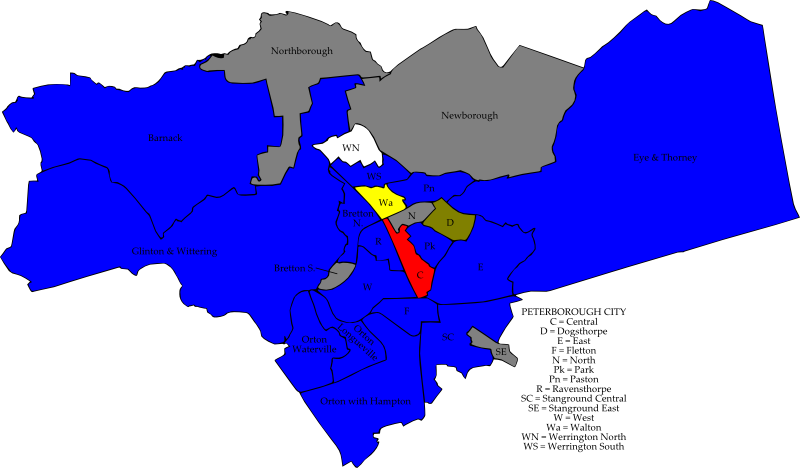 Northborough
Newborough
Barnack
WN
Eye & Thorney
WS
Pn
Wa
Bretton
N
N
D
Glinton & Wittering
R
Pk
E
Bretton S
C
W
F
SC
SE
Orton
Waterville
Orton
Longueville
Orton with Hampton
PETERBOROUGH CITY
C = Central
D = Dogsthorpe
E = East
F = Fletton
N = North
Pk = Park
Pn = Paston
R = Ravensthorpe
SC = Stanground Central
SE = Stanground East
W = West
Wa = Walton
WN = Werrington North
WS = Werrington South